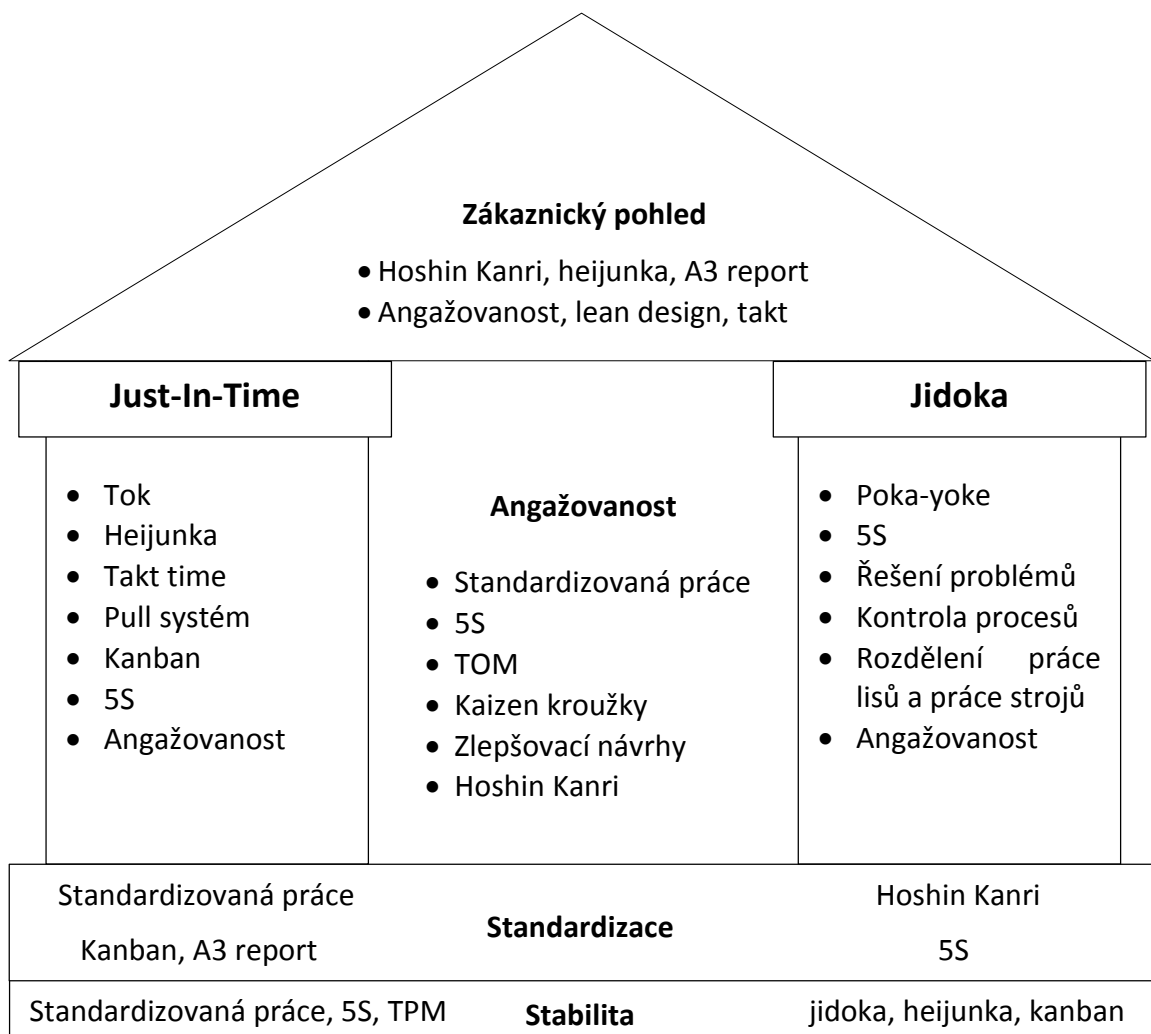 Zákaznický pohled
• Hoshin Kanri, heijunka, A3 report
• Angažovanost, lean design, takt
Just-In-Time
• Tok
• Heijunka
• Takt time
• Pull systém
• Kanban
• 5S
• Angažovanost
Angažovanost
• Standardizovaná práce
• 5S
• TOM
• Kaizen kroužky
• Zlepšovací návrhy
• Hoshin Kanri
Jidoka
• Poka-yoke
• 5S
• Řešení problémů
• Kontrola procesů
• Rozdělení práce
lisů a práce strojů
• Angažovanost
Standardizovaná práce
Kanban, A3 report
Standardizace
Hoshin Kanri
5S
Standardizovaná práce, 5S, TPM
Stabilita
jidoka, heijunka, kanban